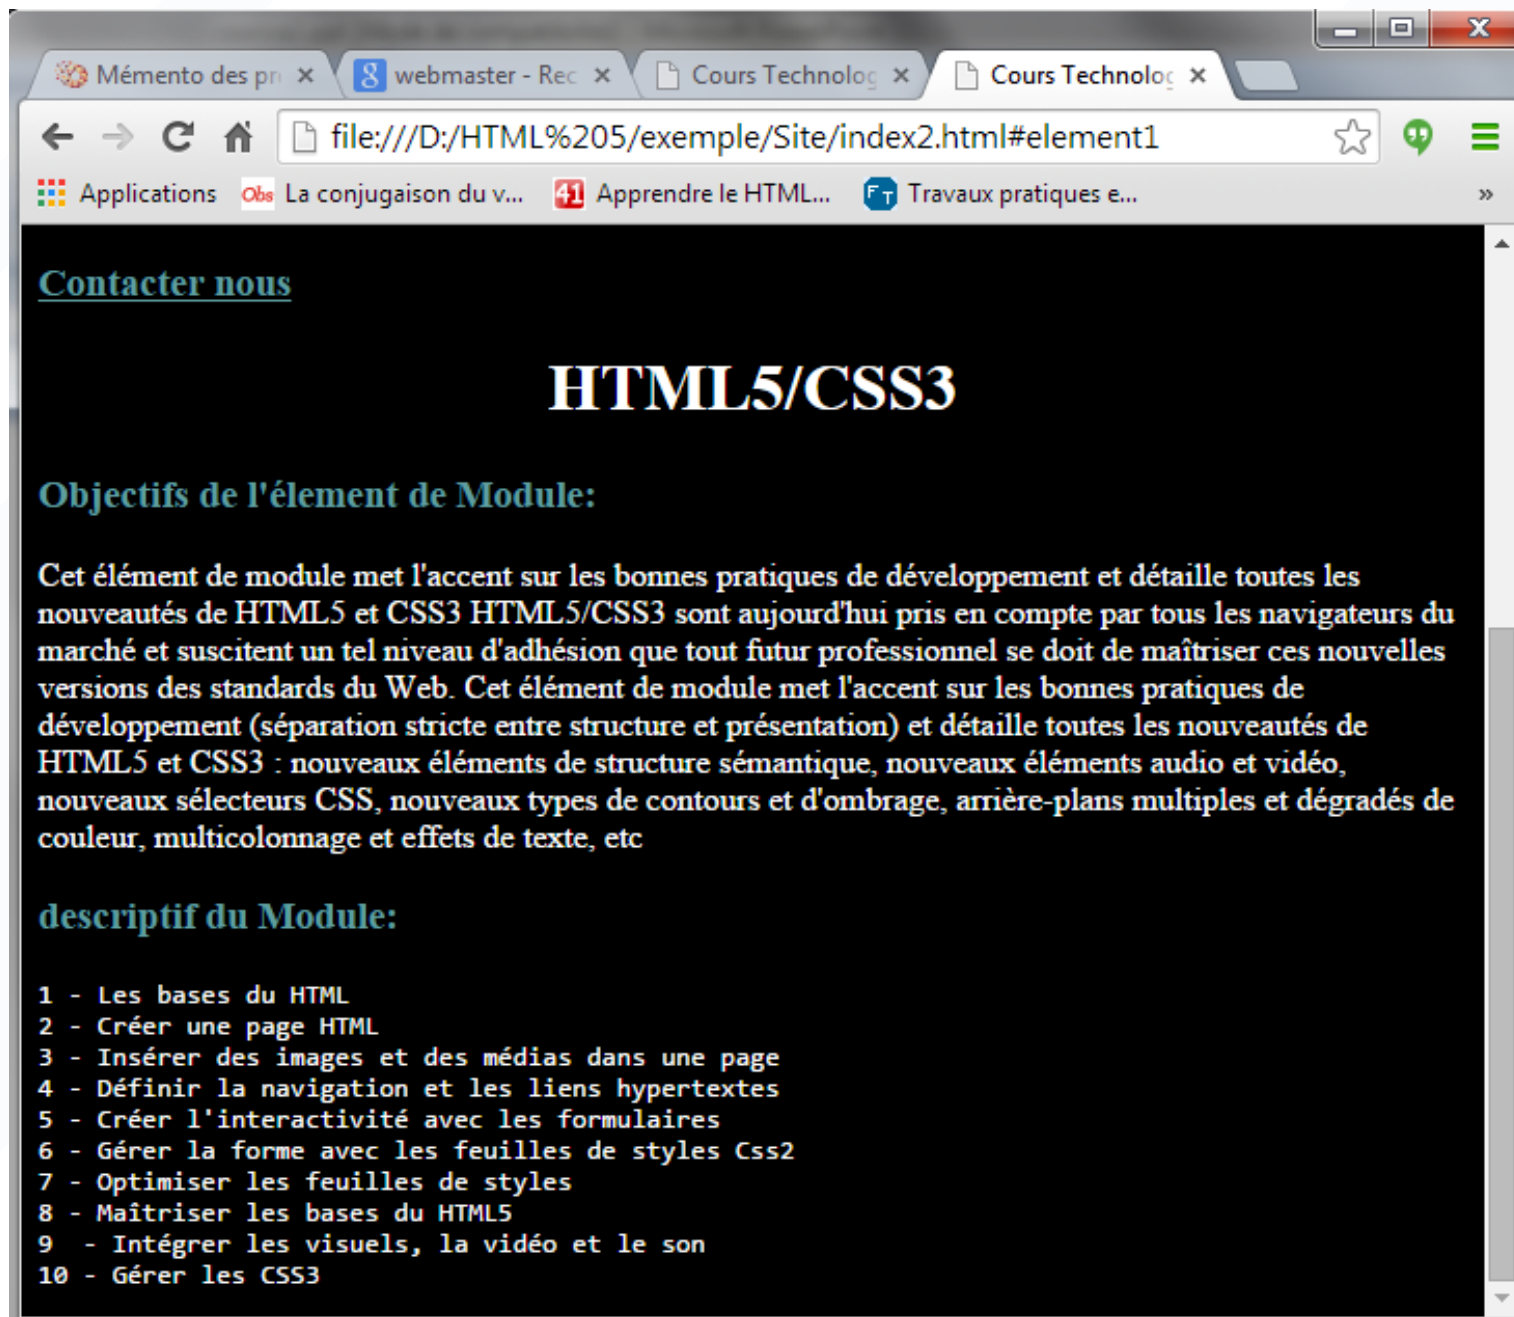 Mémento des pr
webmaster - Rec
Cours Technolog
Cours Technolog
file:///D:/HTML%205/exemple/Site/index2.html#element1
Applications
Obs La conjugaison du v...
41 Apprendre le HTML...
FT Travaux pratiques e...
»
Contacter nous
HTML5/CSS3
Objectifs de l'élement de Module:
Cet élément de module met l'accent sur les bonnes pratiques de développement et détaille toutes les
nouveautés de HTML5 et CSS3 HTML5/CSS3 sont aujourd'hui pris en compte par tous les navigateurs du
marché et suscitent un tel niveau d'adhésion que tout futur professionnel se doit de maîtriser ces nouvelles
versions des standards du Web. Cet élément de module met l'accent sur les bonnes pratiques de
développement (séparation stricte entre structure et présentation) et détaille toutes les nouveautés de
HTML5 et CSS3 : nouveaux éléments de structure sémantique, nouveaux éléments audio et vidéo,
nouveaux sélecteurs CSS, nouveaux types de contours et d'ombrage, arrière-plans multiples et dégradés de
couleur, multicolonnage et effets de texte, etc
descriptif du Module:
1 - Les bases du HTML
2 - Créer une page HTML
3 - Insérer des images et des médias dans une page
4 - Définir la navigation et les liens hypertextes
5 - Créer l'interactivité avec les formulaires
6 - Gérer la forme avec les feuilles de styles Css2
7 - Optimiser les feuilles de styles
8 - Maîtriser les bases du HTML5
9  - Intégrer les visuels, la vidéo et le son
10 - Gérer les CSS3